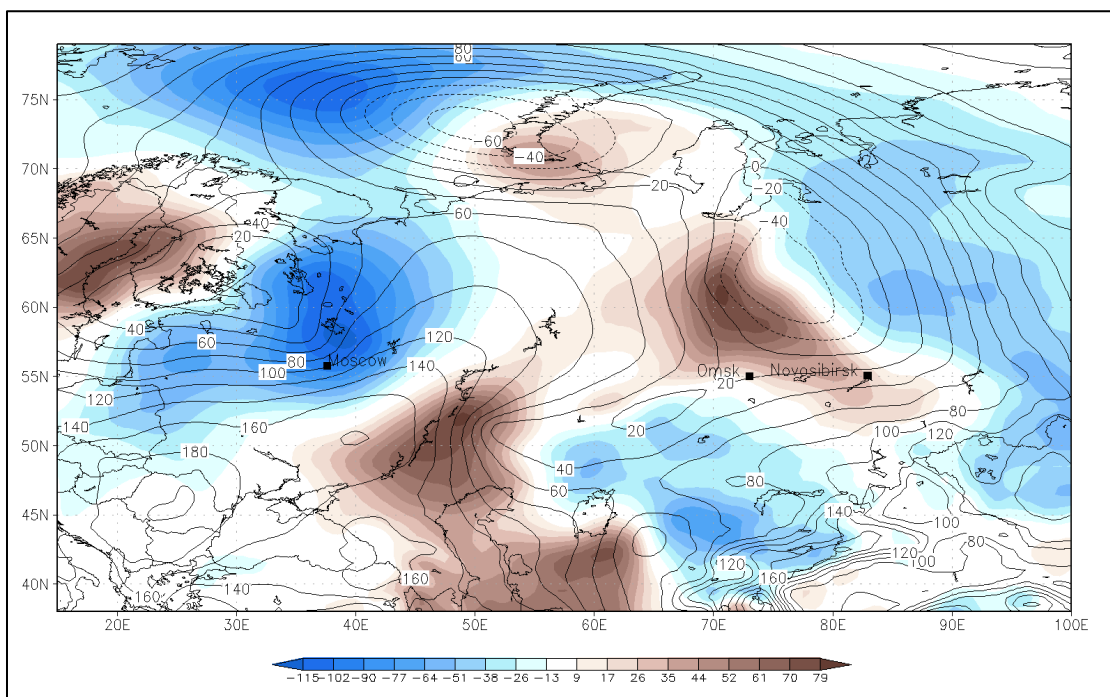 80
60
75N
-60
-40
70N
0
20
-20
40
60
-40
20
65N
60N
40
120
60
80
Moscow
140
100
Omsk
Novosibirsk
55N
20
120
80
160
100
140
20
120
50N
180
40
80
60
140
45N
100
80
120
160
120
100
140
160
160
40N
20E
30E
40E
50E
60E
70E
80E
90E
100E
-115 -102 -90 -77 -64 -51 -38 -26 -13 9 17 26 35 44 52 61 70 79